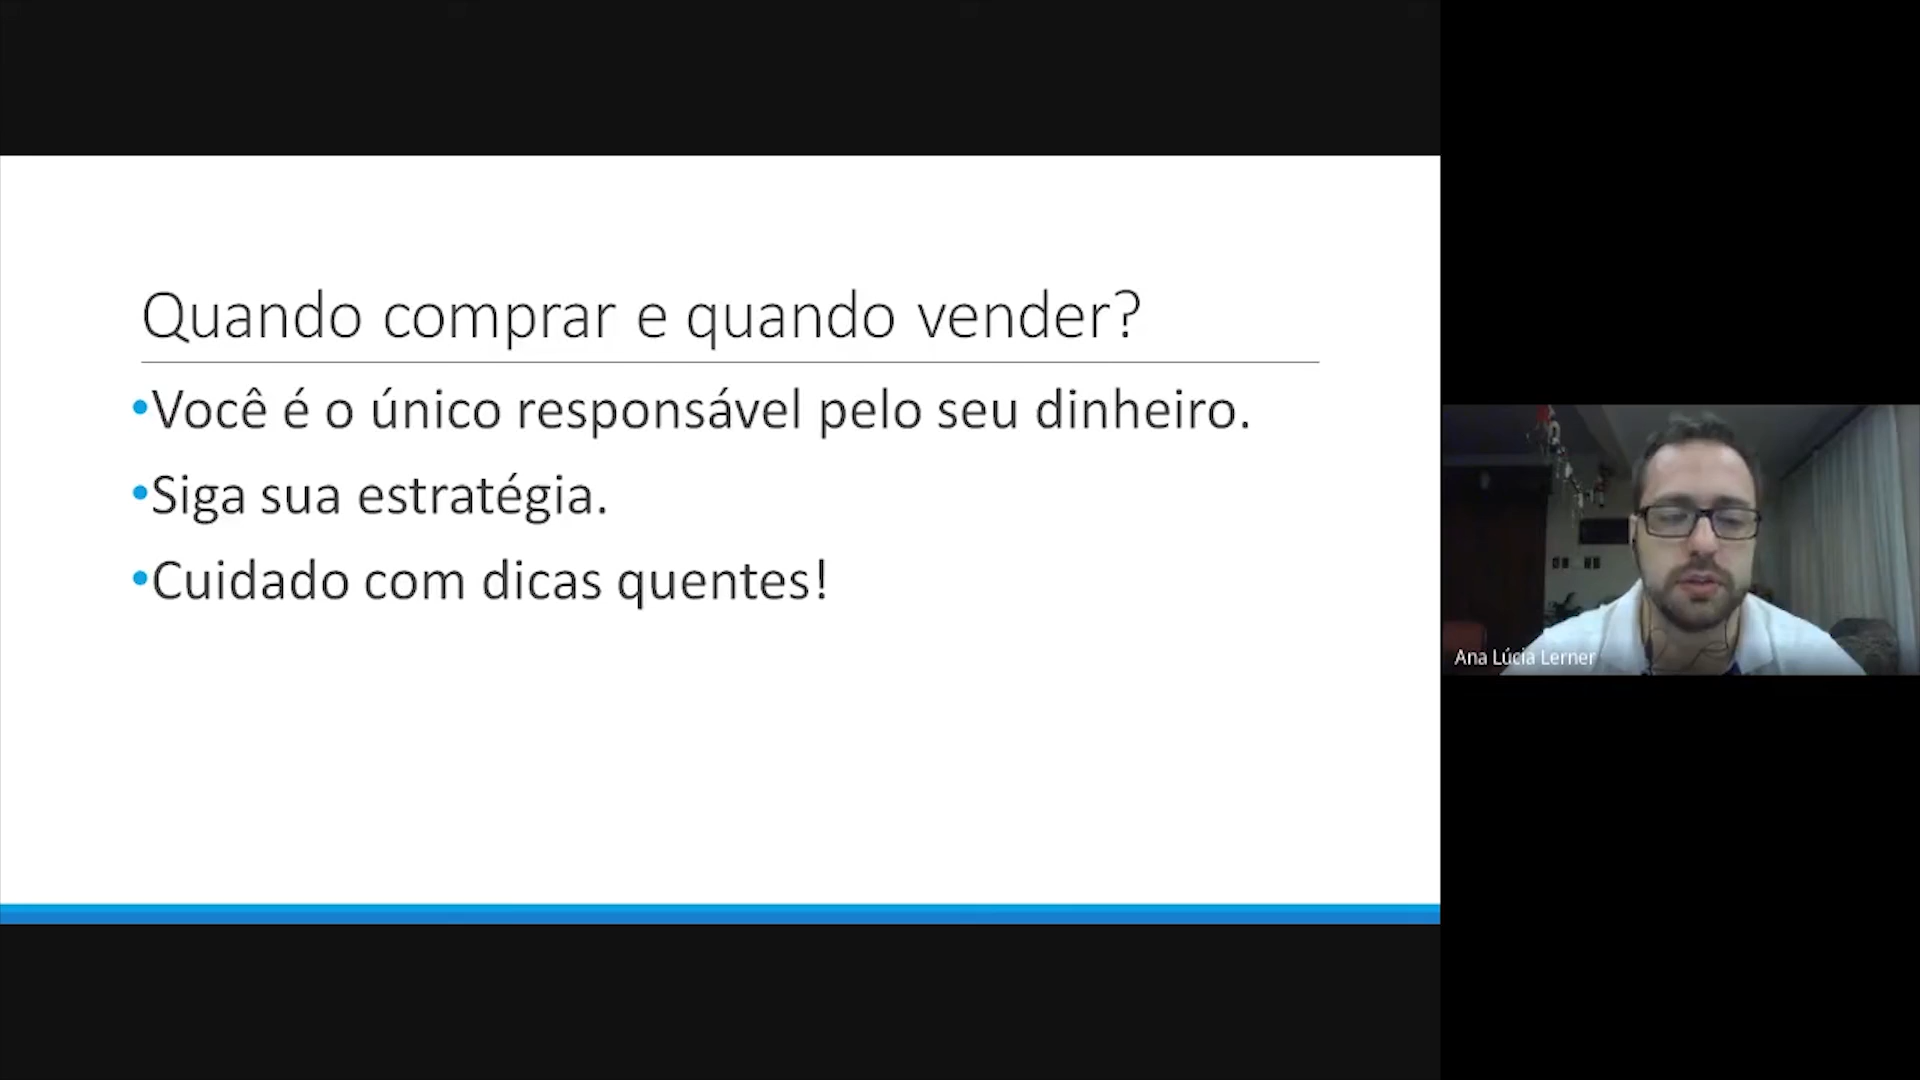 Quando comprar e quando vender?
•Você é o único responsável pelo seu dinheiro.
•Siga sua estratégia.
•Cuidado com dicas quentes!
Ana Lúcia Lerner